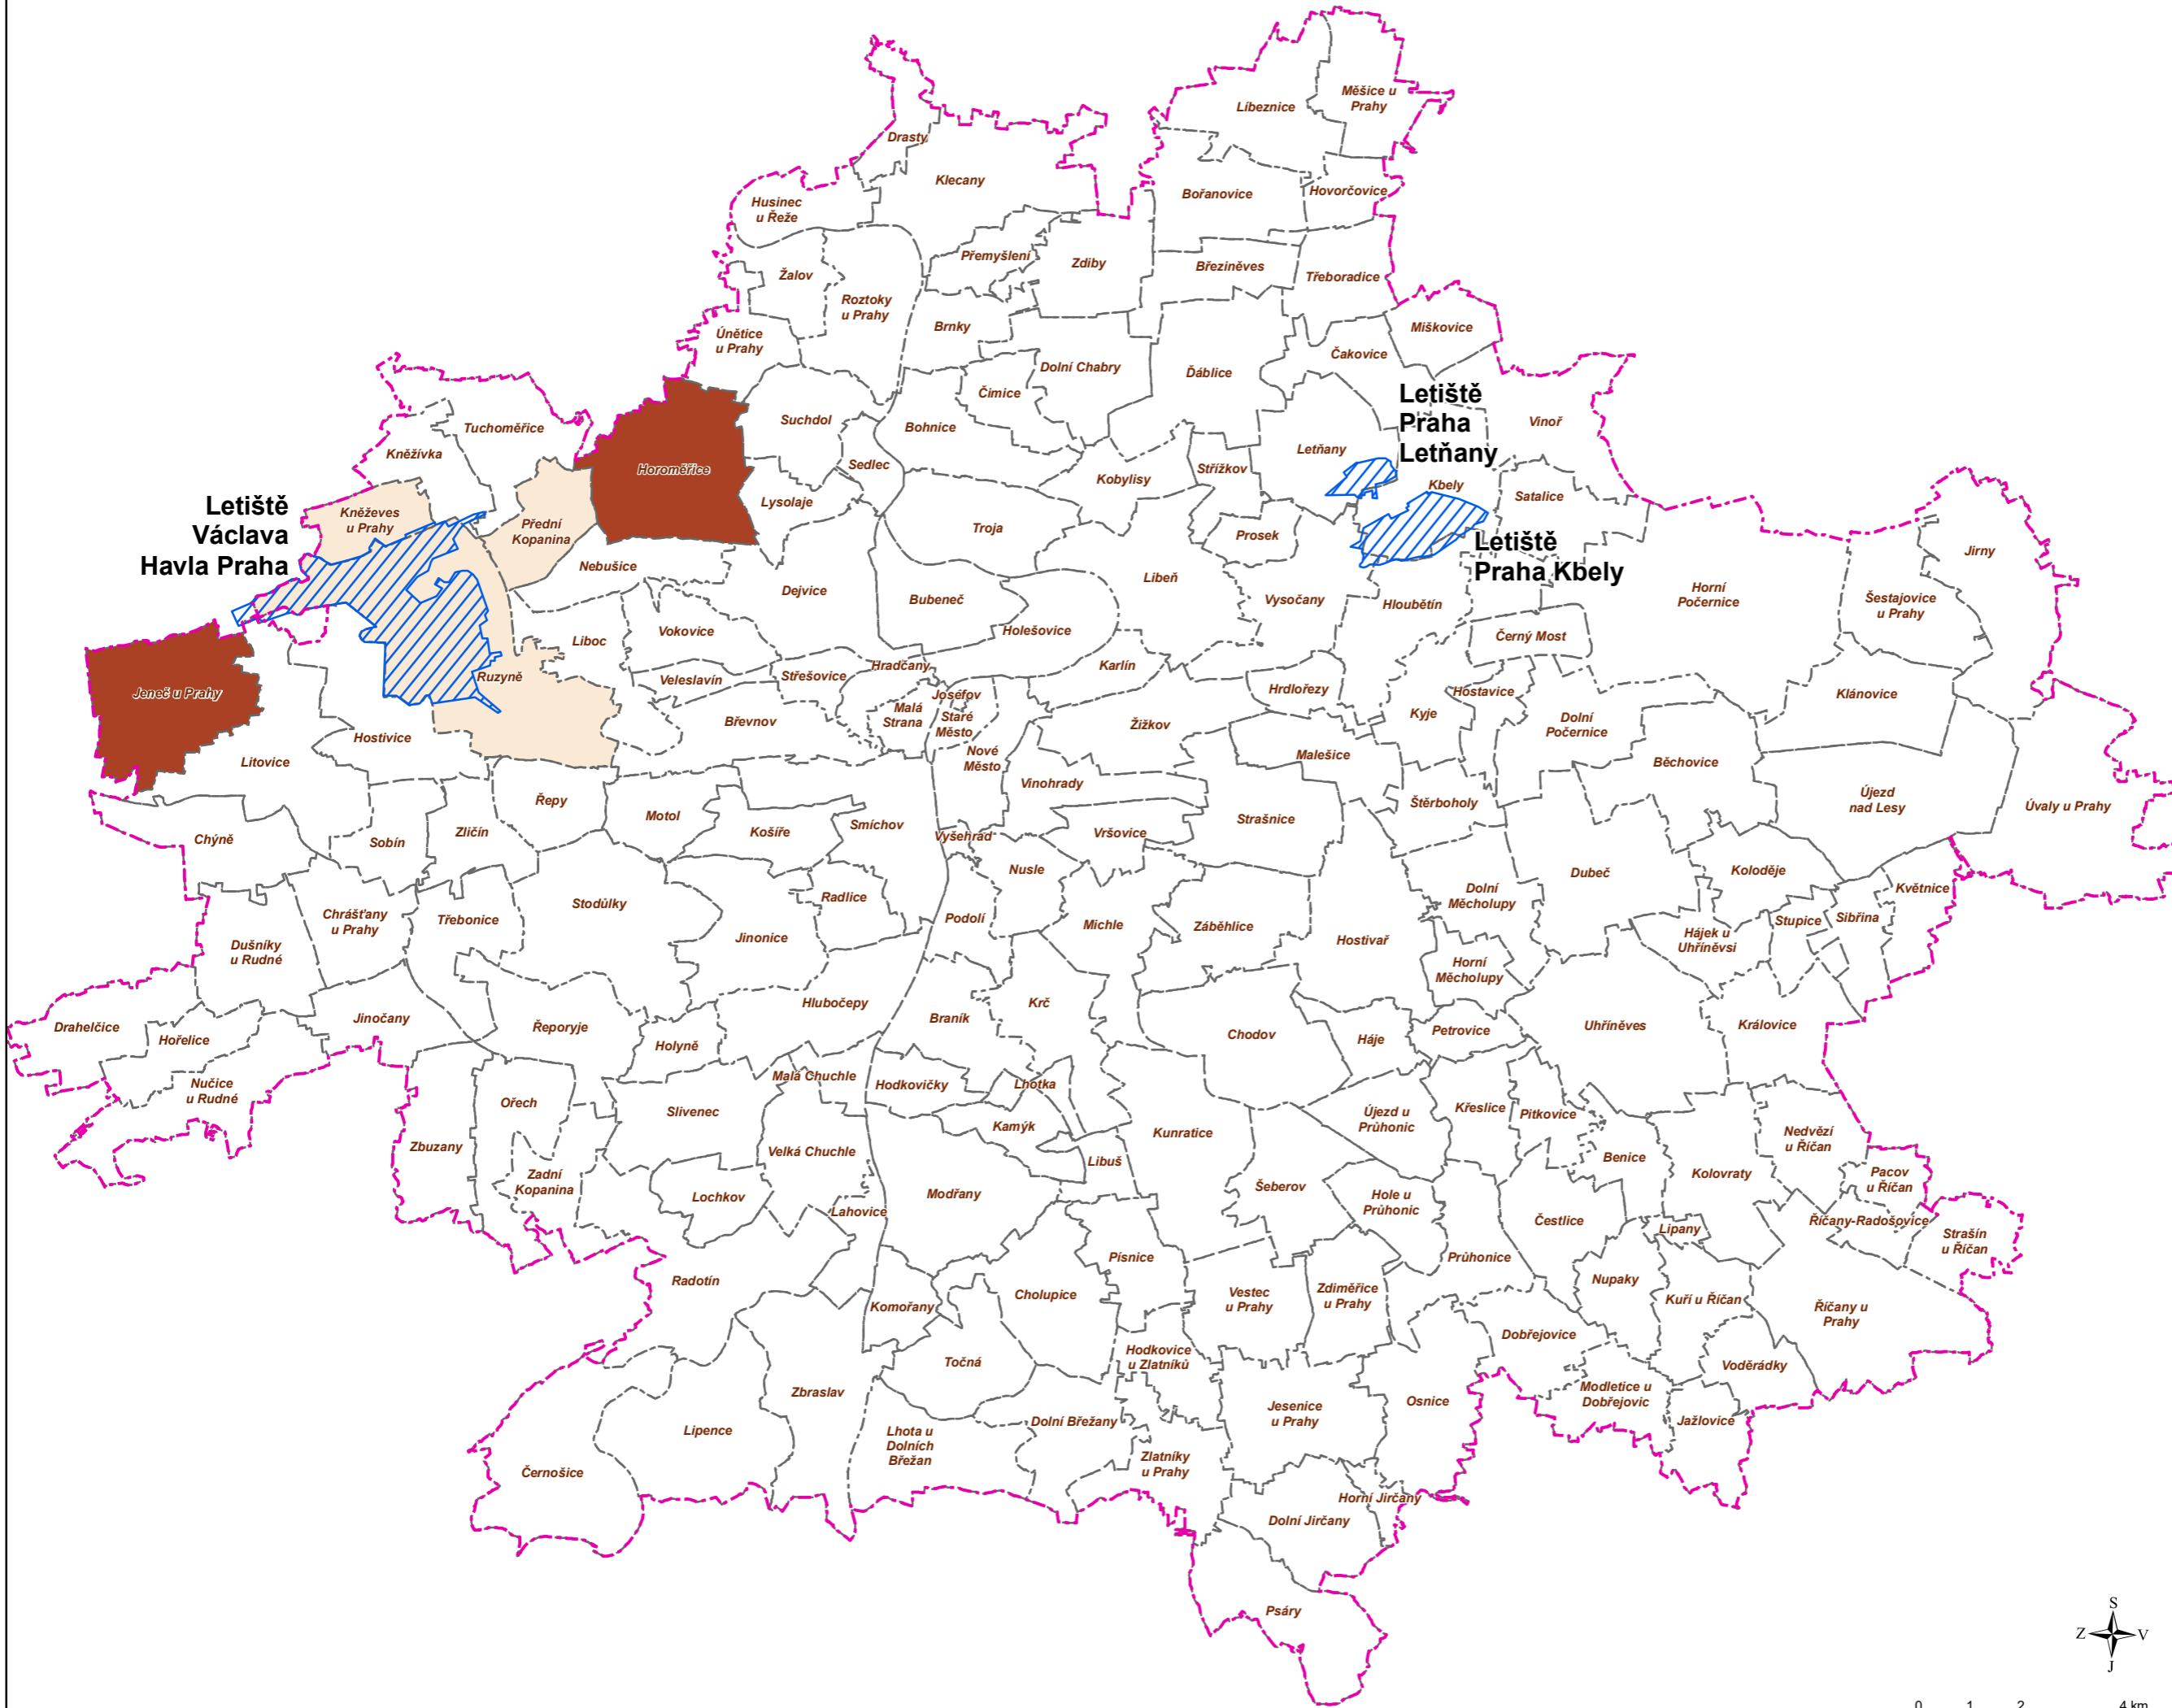 Měšice u
Prahy
Líbeznice
Drasty
Klecany
Bořanovice
Hovorčovice
Husinec
u Řeže
Přemyšlení
Zdiby
Březiněves
Třeboradice
Žalov
Roztoky
u Prahy
Brnky
Miškovice
Únětice
u Prahy
Dolní Chabry
Ďáblice
Čakovice
Čimice
Letiště
Praha
Letňany
Suchdol
Bohnice
Vinoř
Tuchoměřice
Kněžívka
Horoměřice
Sedlec
Kobylisy
Střížkov
Letňany
Kbely
Satalice
Lysolaje
Letiště
Václava
Havla Praha
Kněževes
u Prahy
Přední
Kopanina
Troja
Prosek
Letiště
Praha Kbely
Jirny
Nebušice
Dejvice
Libeň
Bubeneč
Vysočany
Hloubětín
Horní
Počernice
Šestajovice
u Prahy
Liboc
Vokovice
Holešovice
Černý Most
Jeneč u Prahy
Ruzyně
Veleslavín
Střešovice
Hradčany
Karlín
Hrdlořezy
Hostavice
Klánovice
Josefov
Malá
Strana
Staré
Město
Břevnov
Žižkov
Kyje
Dolní
Počernice
Hostivice
Litovice
Nové
Město
Malešice
Běchovice
Vinohrady
Řepy
Štěrboholy
Újezd
nad Lesy
Úvaly u Prahy
Motol
Košíře
Smíchov
Vyšehrad
Vršovice
Strašnice
Chýně
Sobín
Zličín
Nusle
Dubeč
Koloděje
Květnice
Stodůlky
Radlice
Dolní
Měcholupy
Chrášťany
u Prahy
Třebonice
Podolí
Michle
Záběhlice
Stupice
Sibřina
Dušníky
u Rudné
Jinonice
Hostivař
Hájek u
Uhříněvsi
Horní
Měcholupy
Drahelčice
Hořelice
Jinočany
Řeporyje
Hlubočepy
Braník
Krč
Chodov
Háje
Petrovice
Uhříněves
Královice
Holyně
Nučice
u Rudné
Malá Chuchle
Hodkovičky
Lhotka
Ořech
Slivenec
Kamýk
Kunratice
Újezd u
Průhonic
Křeslice
Pitkovice
Nedvězí
u Říčan
Zbuzany
Zadní
Kopanina
Velká Chuchle
Libuš
Benice
Kolovraty
Pacov
u Říčan
Lochkov
Modřany
Šeberov
Hole u
Průhonic
Lahovice
Čestlice
Lipany
Říčany-Radošovice
Strašín
u Říčan
Písnice
Průhonice
Radotín
Komořany
Cholupice
Vestec
u Prahy
Zdiměřice
u Prahy
Nupaky
Kuří u Říčan
Říčany u
Prahy
Hodkovice
u Zlatníků
Dobřejovice
Točná
Voděrádky
Zbraslav
Jesenice
u Prahy
Osnice
Modletice u
Dobřejovic
Jažlovice
Lipence
Lhota u
Dolních
Břežan
Dolní Břežany
Zlatníky
u Prahy
Černošice
Horní Jirčany
Dolní Jirčany
Psáry
S
Z V
J
0 1 2 4 km